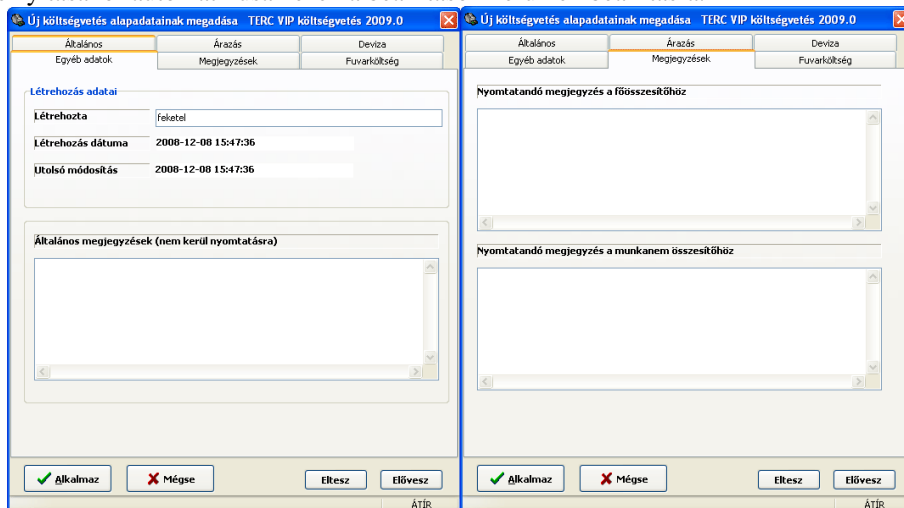 Új költségvetés alapadatainak megadása TERC VIP költségvetés 2009.0
Általános Árazás Deviza
Egyéb adatok Megjegyzések Fuvarköltség
Létrehozás adatai
Létrehozta feketel
Létrehozás dátuma 2008-12-08 15:47:36
Utolsó módosítás 2008-12-08 15:47:36
Általános megjegyzések (nem kerül nyomtatásra)
Alkalmaz Mégse Eltesz Elővesz
ÁTÍR
Új költségvetés alapadatainak megadása TERC VIP költségvetés 2009.0
Általános Árazás Deviza
Egyéb adatok Megjegyzések Fuvarköltség
Nyomtatandó megjegyzés a főösszesítőhöz
Nyomtatandó megjegyzés a munkanem összesítőhöz
Alkalmaz Mégse Eltesz Elővesz
ÁTÍR